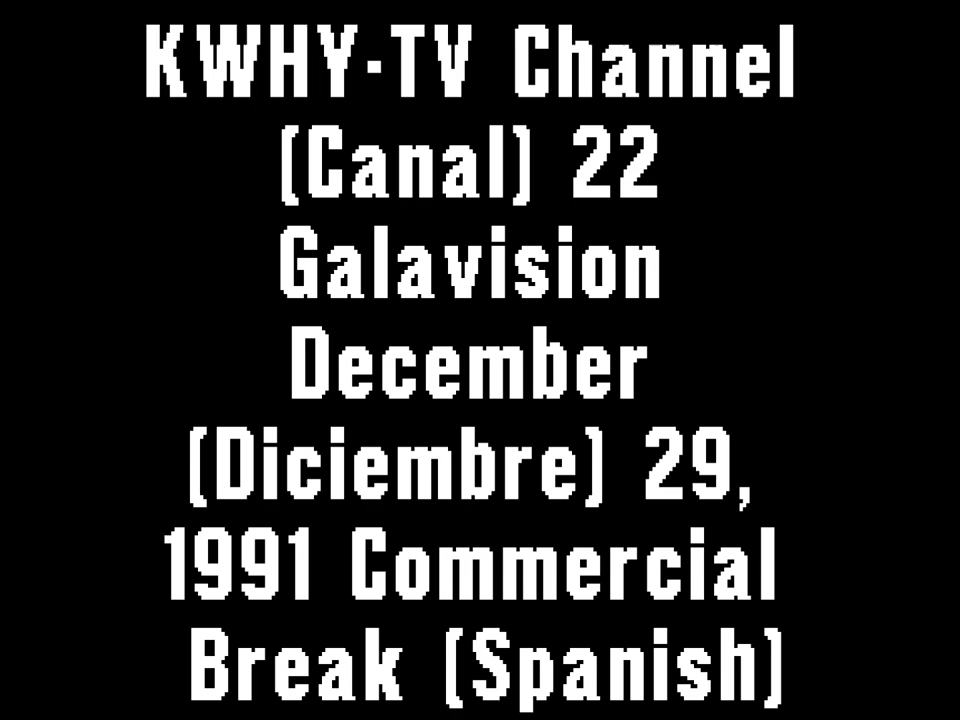 KWHY-TV Channel
(Canal) 22
Galavision
December
(Diciembre) 29,
1991 Commercial
Break (Spanish)